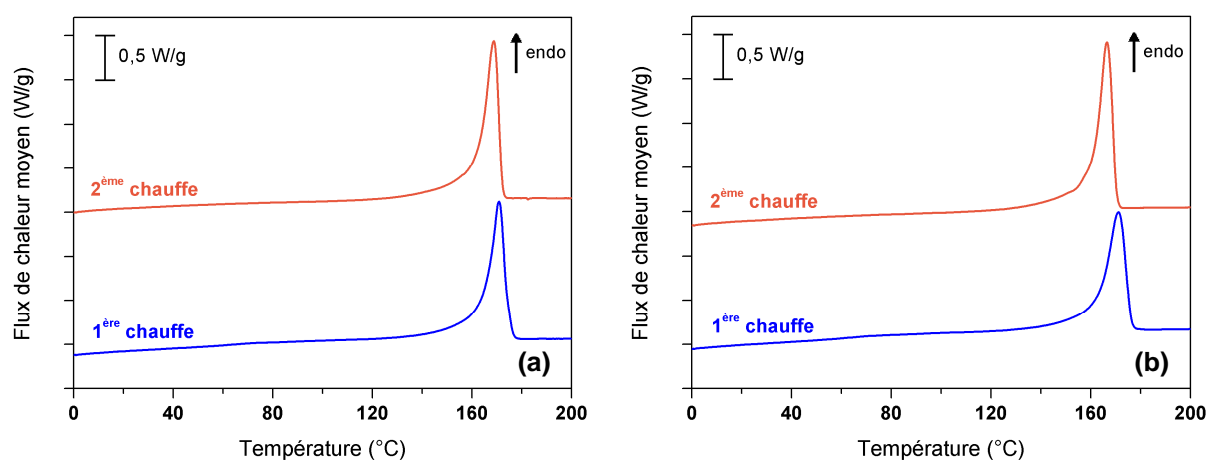 Flux de chaleur moyen (W/g)
0,5 W/g
endo
2ème chauffe
1ère chauffe
(a)
0 40 80 120 160 200
Température (°C)
Flux de chaleur moyen (W/g)
0,5 W/g
endo
2ème chauffe
1ère chauffe
(b)
0 40 80 120 160 200
Température (°C)